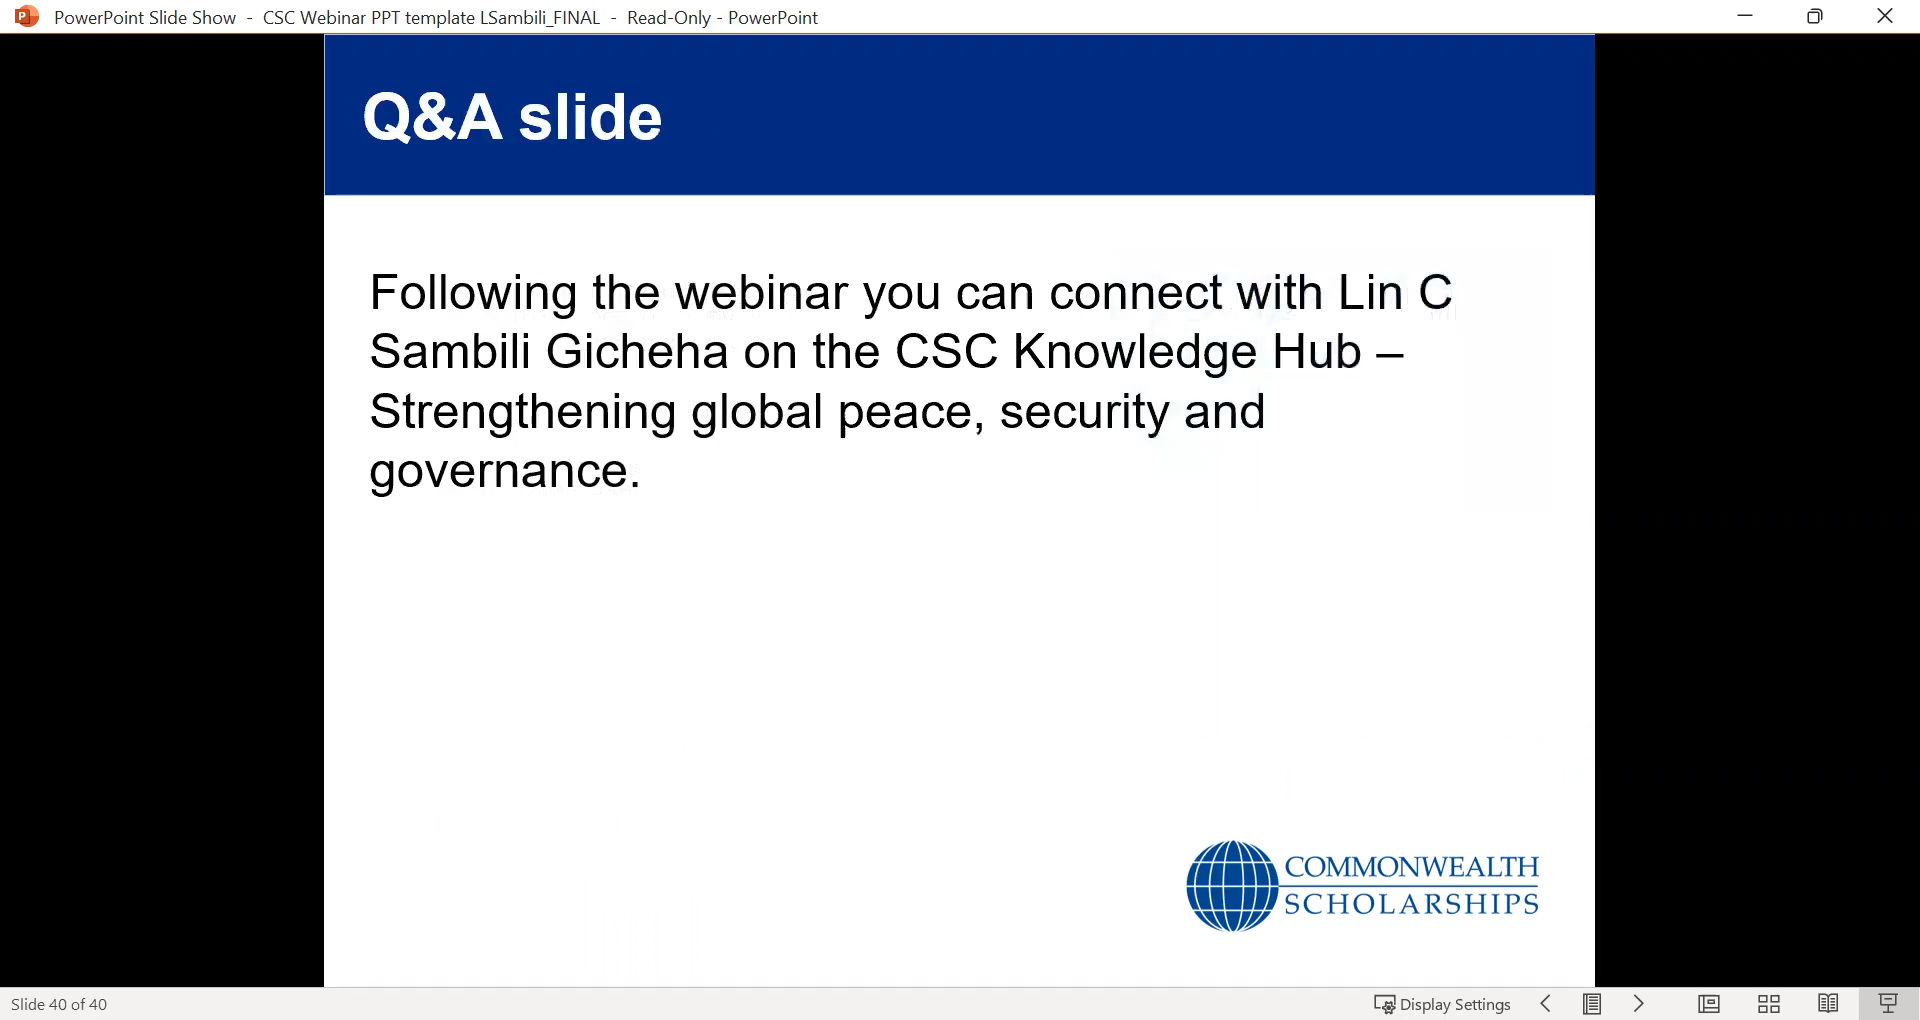 PowerPoint Slide Show - CSC Webinar PPT template LSambili_FINAL - Read-Only - PowerPoint
Q&A slide
Following the webinar you can connect with Lin C
Sambili Gicheha on the CSC Knowledge Hub –
Strengthening global peace, security and
governance.
COMMONWEALTH
SCHOLARSHIPS
Slide 40 of 40
Display Settings